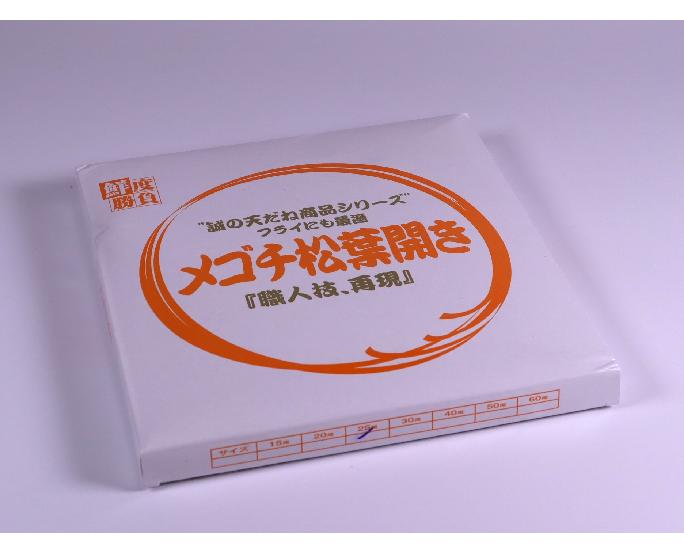 鮮度
勝負
"誠の天だね商品シリーズ"
フライにも最適
メゴチ松葉開き
『職人技、再現』
サイズ 15尾 20尾 25尾 30尾 40尾 50尾 60尾